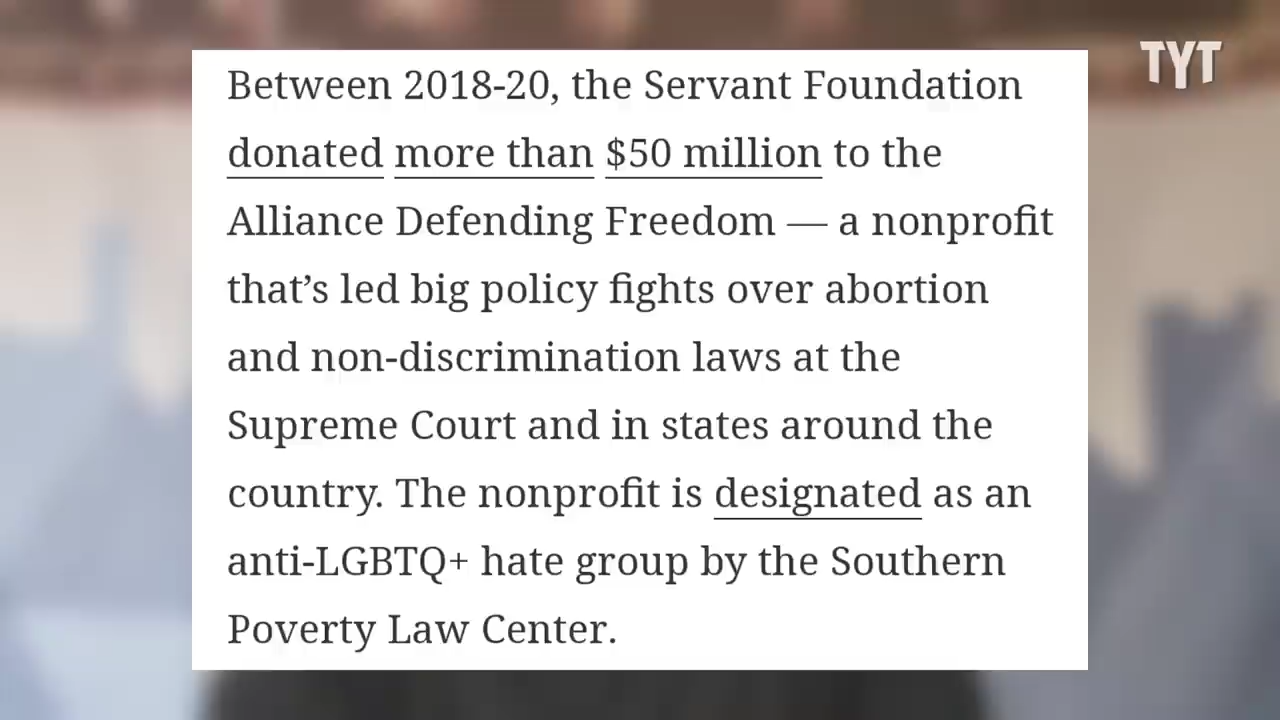 TYT
Between 2018-20, the Servant Foundation
donated more than $50 million to the
Alliance Defending Freedom — a nonprofit
that’s led big policy fights over abortion
and non-discrimination laws at the
Supreme Court and in states around the
country. The nonprofit is designated as an
anti-LGBTQ+ hate group by the Southern
Poverty Law Center.